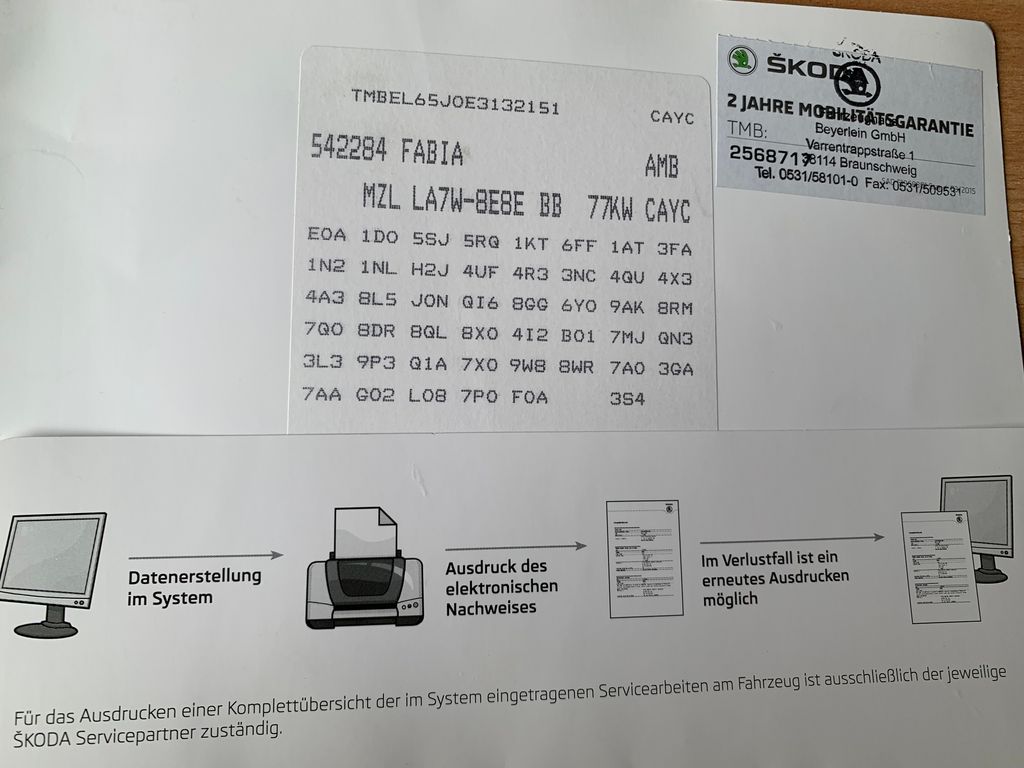 TMBEL65J0E3132151
CAYC
542284 FABIA
AMB
MZL LA7W-8E8E BB 77KW CAYC
E0A 1D0 5SJ 5RQ 1KT 6FF 1AT 3FA
1N2 1NL H2J 4UF 4R3 3NC 4QU 4X3
4A3 8L5 J0N QI6 8GG 6Y0 9AK 8RM
7Q0 8DR 8QL 8X0 4I2 B01 7MJ QN3
3L3 9P3 Q1A 7X0 9W8 8WR 7A0 3GA
7AA G02 L08 7P0 F0A 3S4
ŠKODA
ŠKODA
2 JAHRE MOBILITÄTSGARANTIE
TMB:
Beyerlein GmbH
Varrentrappstraße 1
2568717
38114 Braunschweig
Tel. 0531/58101-0 Fax: 0531/509531
2015
Datenerstellung
im System
Ausdruck des
elektronischen
Nachweises
Im Verlustfall ist ein
erneutes Ausdrucken
möglich
Für das Ausdrucken einer Komplettübersicht der im System eingetragenen Servicearbeiten am Fahrzeug ist ausschließlich der jeweilige
ŠKODA Servicepartner zuständig.